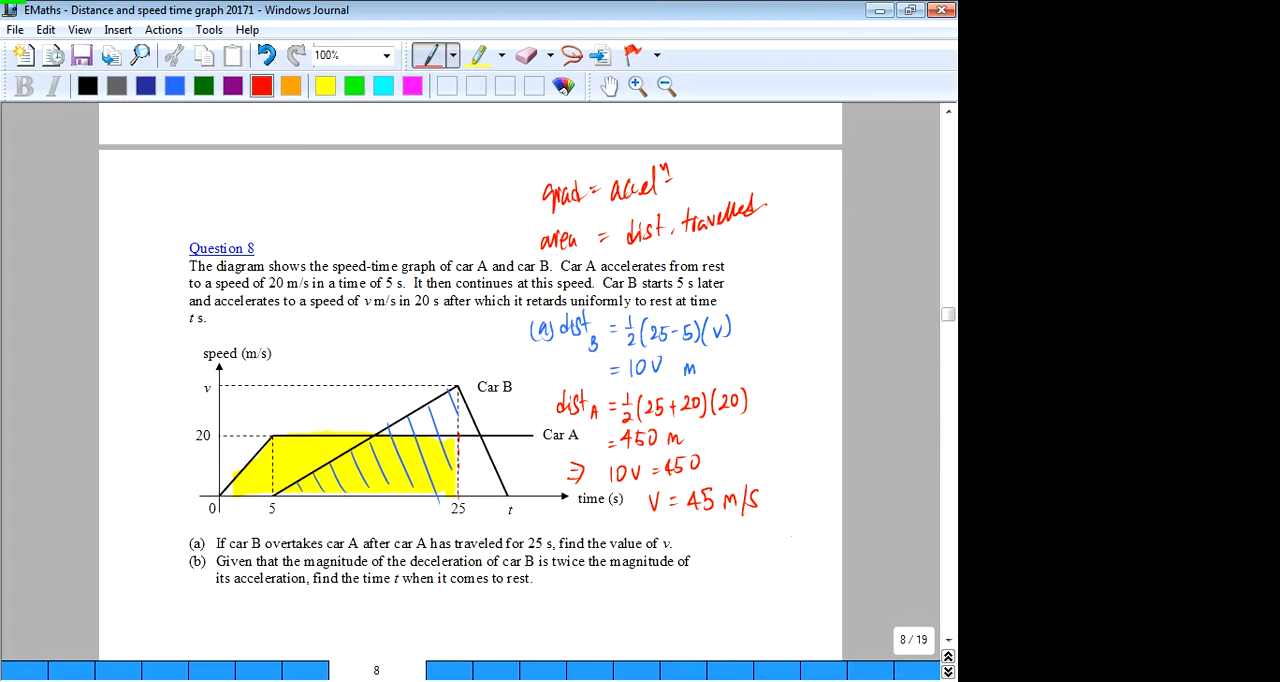 EMaths - Distance and speed time graph 20171 - Windows Journal
File Edit View Insert Actions Tools Help
100%
B I
grad = accelⁿ
area = dist. travelled
Question 8
The diagram shows the speed-time graph of car A and car B. Car A accelerates from rest
to a speed of 20 m/s in a time of 5 s. It then continues at this speed. Car B starts 5 s later
and accelerates to a speed of v m/s in 20 s after which it retards uniformly to rest at time
t s.
(a) dist B = 1/2 (25-5)(v)
= 10V m
speed (m/s)
v
Car B
dist A = 1/2 (25+20)(20)
20
Car A
= 450 m
⇒ 10V = 450
time (s)
V = 45 m/s
0 5 25 t
(a) If car B overtakes car A after car A has traveled for 25 s, find the value of v.
(b) Given that the magnitude of the deceleration of car B is twice the magnitude of
its acceleration, find the time t when it comes to rest.
8 / 19
8